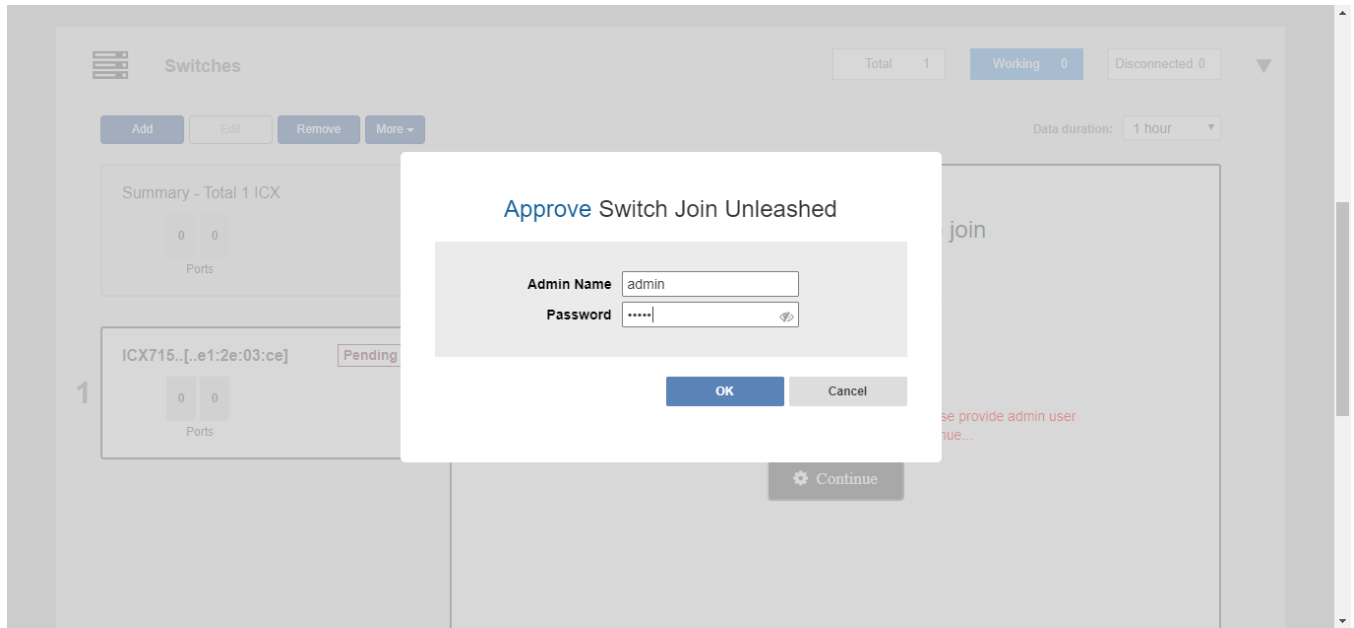 Switches
Total 1
Working 0
Disconnected 0
Add
Edit
Remove
More
Data duration: 1 hour
Summary - Total 1 ICX
0 0
Ports
Approve Switch Join Unleashed
join
Admin Name admin
Password •••••
ICX715..[..e1:2e:03:ce] Pending
1
0 0
Ports
OK
Cancel
provide admin user
Continue